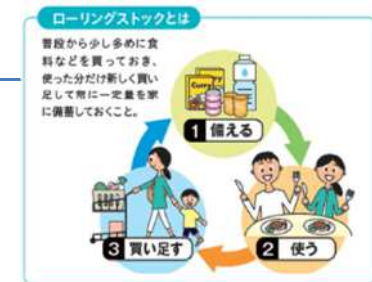 ローリングストックとは
普段から少し多めに食
料などを買っておき、
使った分だけ新しく買い
足して常に一定量を家
に備蓄しておくこと。
Curry
1 備える
3 買い足す
2 使う